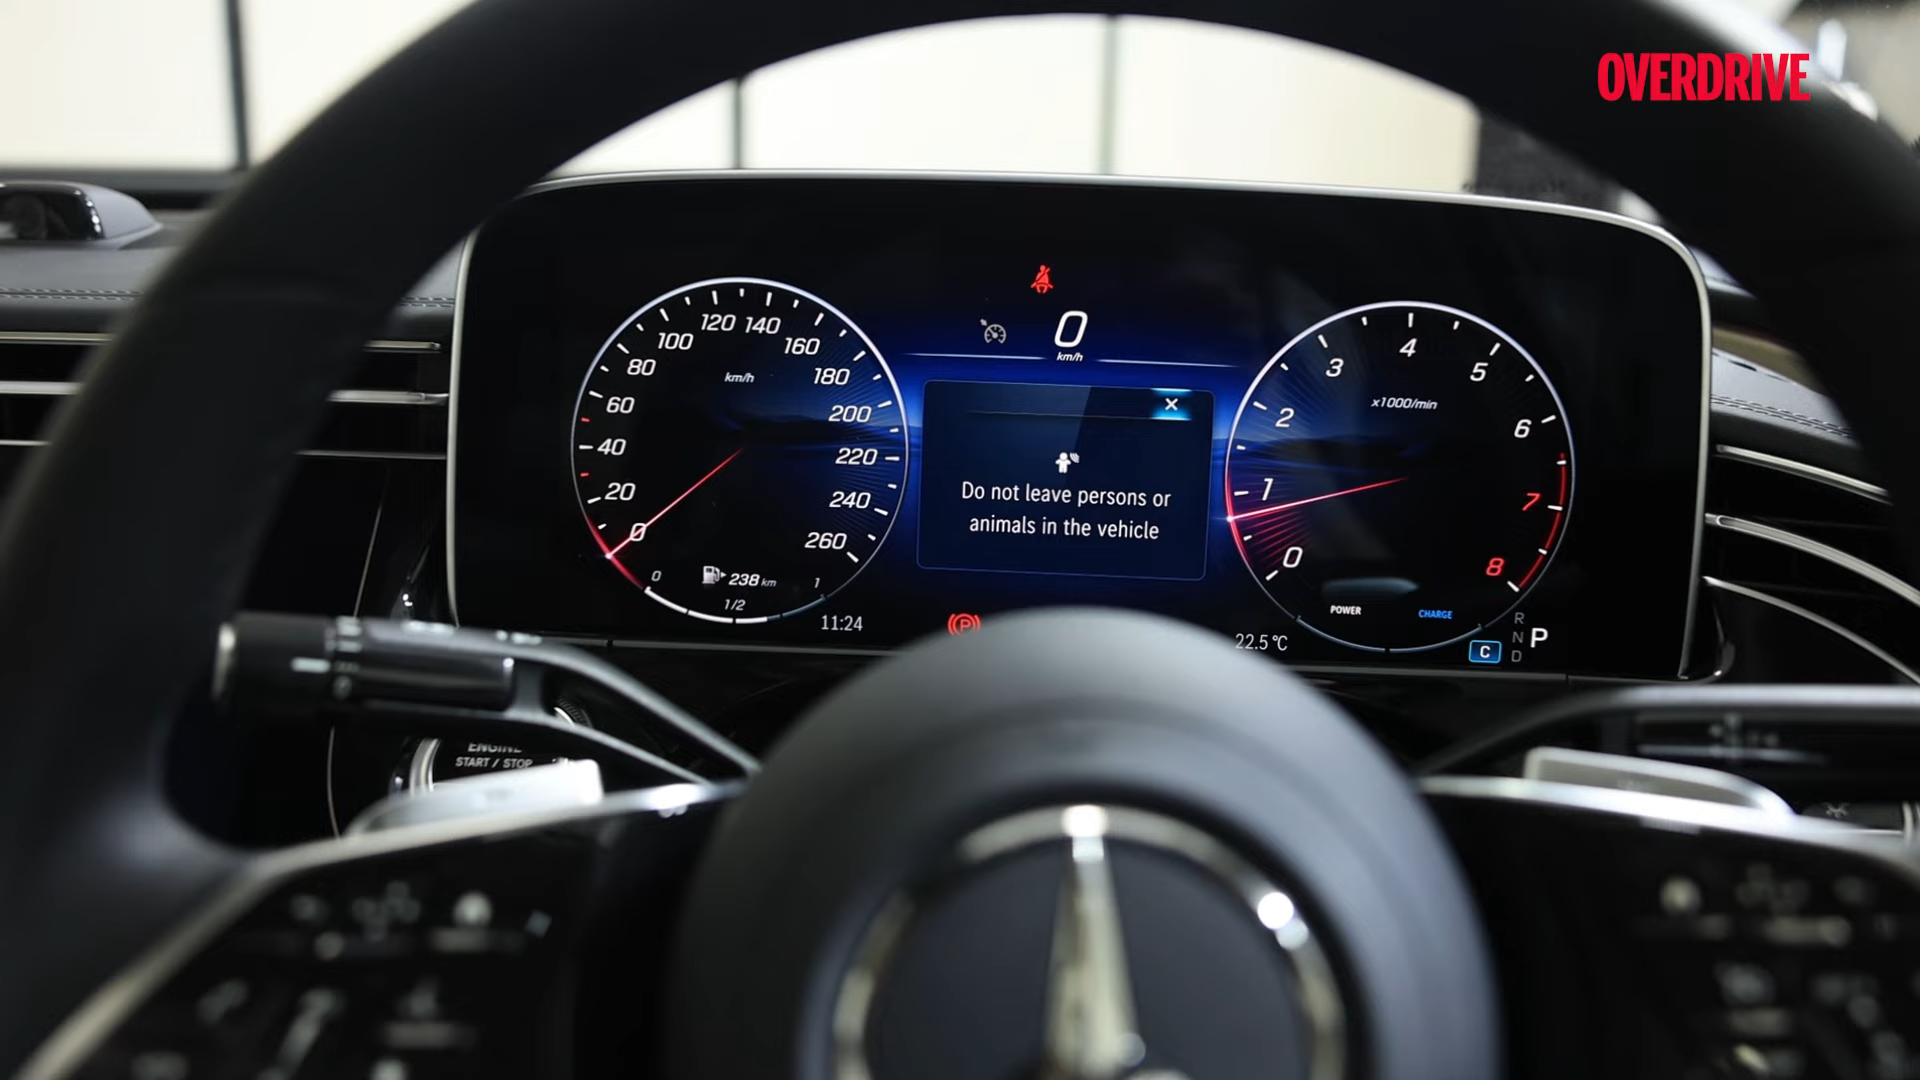 OVERDRIVE
0
km/h
0
20
40
60
80
100
120
140
160
180
200
220
240
260
km/h
238 km
0
1/2
1
11:24
Do not leave persons or
animals in the vehicle
P
0
1
2
3
4
5
6
7
8
x1000/min
POWER
CHARGE
22.5 °C
C
R
N
D
P
ENGINE
START / STOP